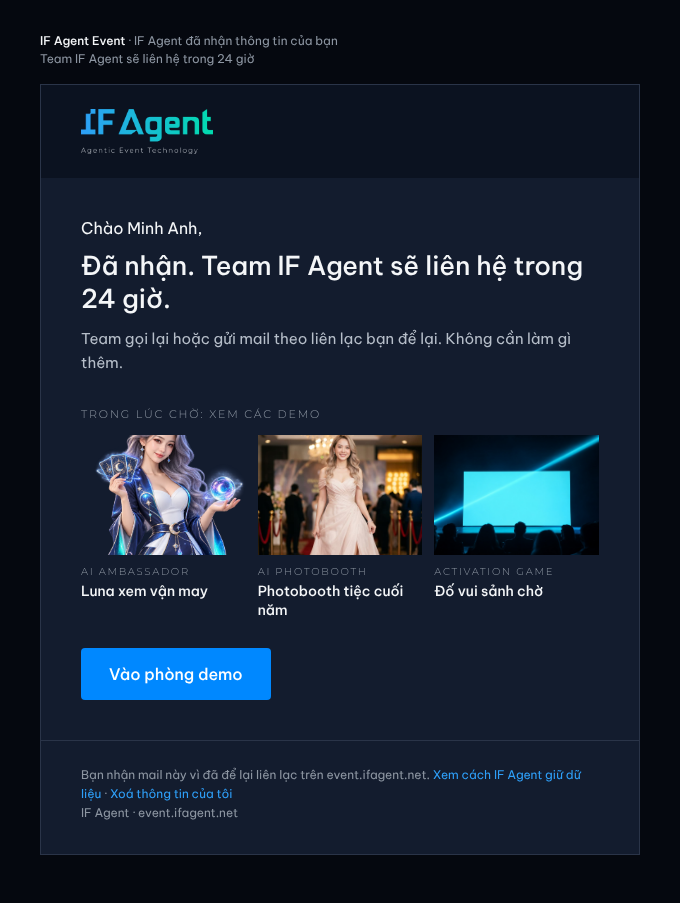 IF Agent Event · IF Agent đã nhận thông tin của bạn
Team IF Agent sẽ liên hệ trong 24 giờ
IF Agent
Agentic Event Technology
Chào Minh Anh,
Đã nhận. Team IF Agent sẽ liên hệ trong
24 giờ.
Team gọi lại hoặc gửi mail theo liên lạc bạn để lại. Không cần làm gì
thêm.
TRONG LÚC CHỜ: XEM CÁC DEMO
AI AMBASSADOR
Luna xem vận may
AI PHOTOBOOTH
Photobooth tiệc cuối
năm
ACTIVATION GAME
Đố vui sảnh chờ
Vào phòng demo
Bạn nhận mail này vì đã để lại liên lạc trên event.ifagent.net. Xem cách IF Agent giữ dữ
liệu · Xoá thông tin của tôi
IF Agent · event.ifagent.net